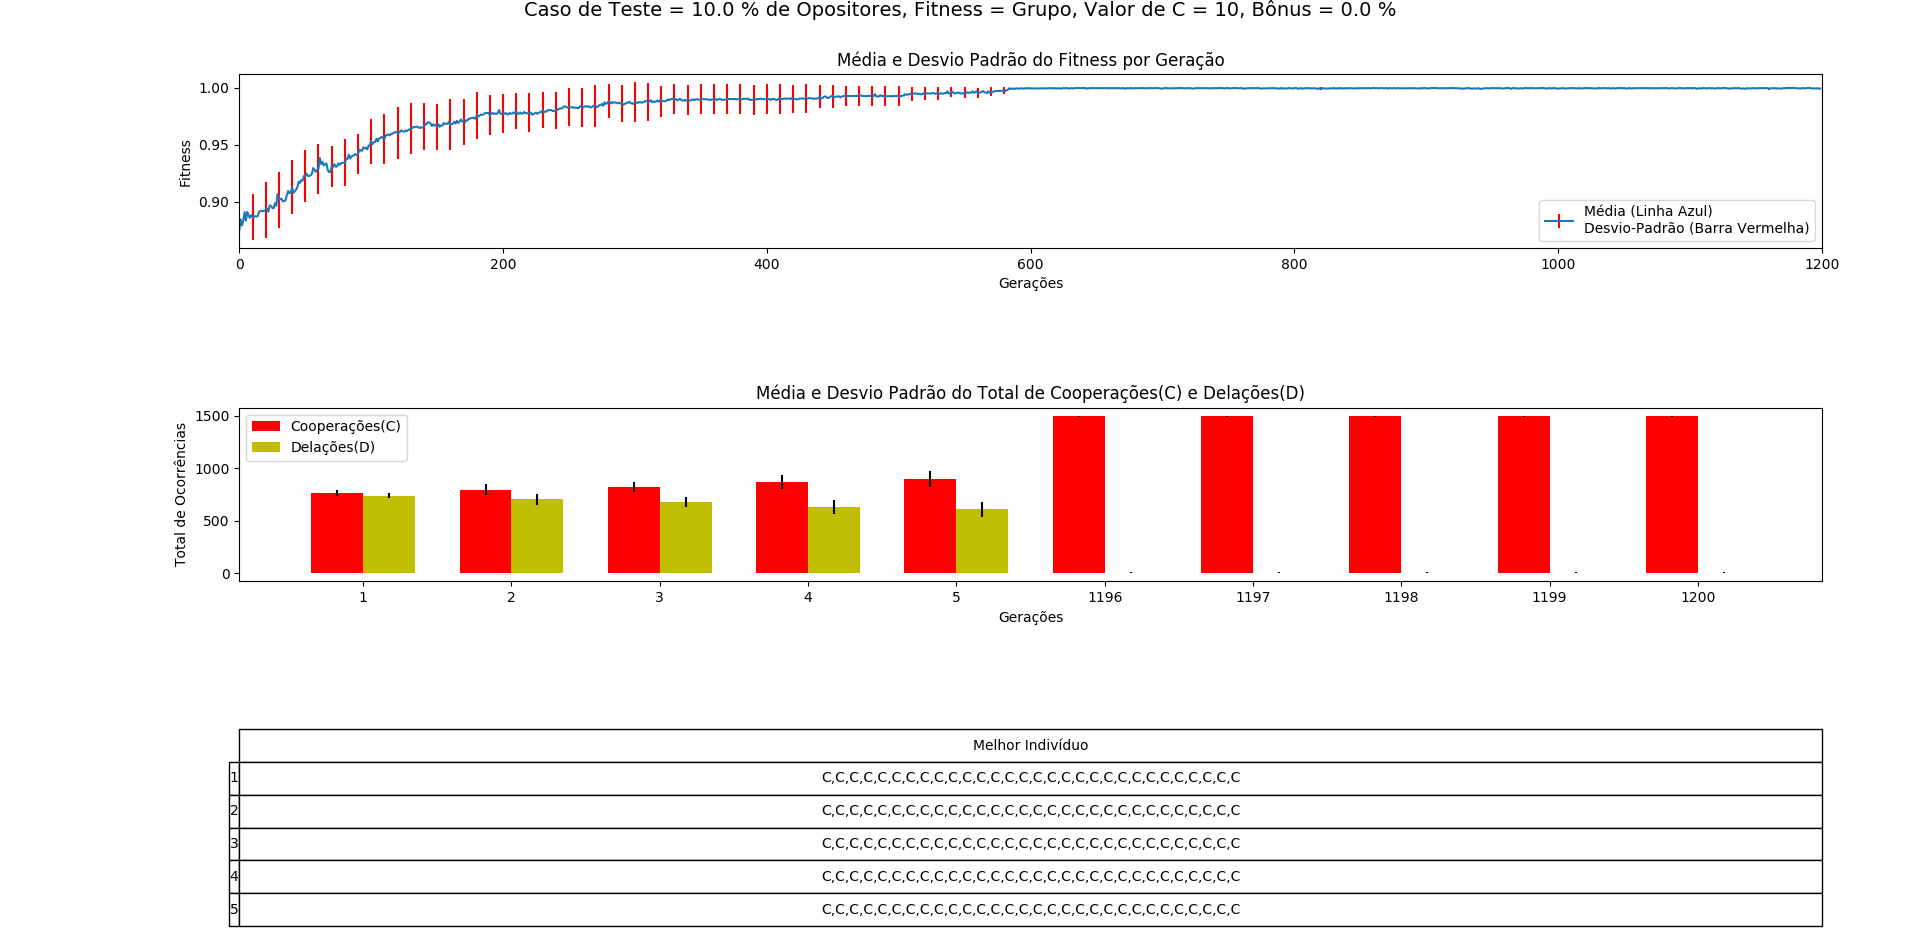 Caso de Teste = 10.0 % de Opositores, Fitness = Grupo, Valor de C = 10, Bônus = 0.0 %
Média e Desvio Padrão do Fitness por Geração
1.00
0.95
0.90
Fitness
Média (Linha Azul)
Desvio-Padrão (Barra Vermelha)
0 200 400 600 800 1000 1200
Gerações
Média e Desvio Padrão do Total de Cooperações(C) e Delações(D)
1500
1000
500
0
Total de Ocorrências
Cooperações(C)
Delações(D)
1 2 3 4 5 1196 1197 1198 1199 1200
Gerações
Melhor Indivíduo
1 C,C,C,C,C,C,C,C,C,C,C,C,C,C,C,C,C,C,C,C,C,C,C,C,C,C,C,C,C,C
2 C,C,C,C,C,C,C,C,C,C,C,C,C,C,C,C,C,C,C,C,C,C,C,C,C,C,C,C,C,C
3 C,C,C,C,C,C,C,C,C,C,C,C,C,C,C,C,C,C,C,C,C,C,C,C,C,C,C,C,C,C
4 C,C,C,C,C,C,C,C,C,C,C,C,C,C,C,C,C,C,C,C,C,C,C,C,C,C,C,C,C,C
5 C,C,C,C,C,C,C,C,C,C,C,C,C,C,C,C,C,C,C,C,C,C,C,C,C,C,C,C,C,C